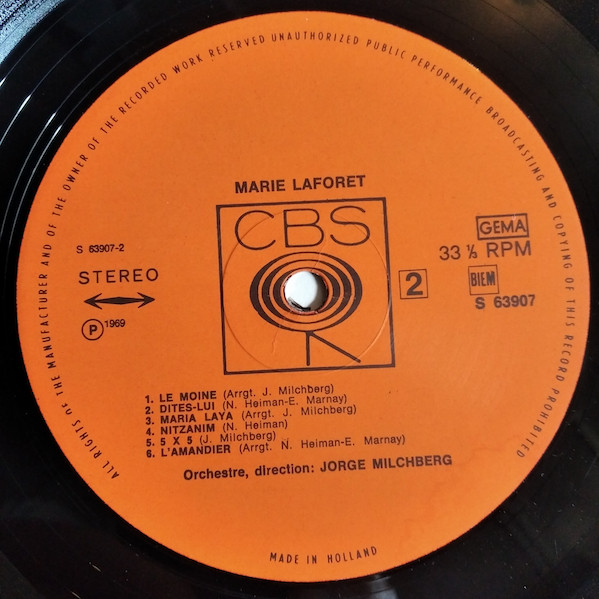 ALL RIGHTS OF THE MANUFACTURER AND OF THE OWNER OF THE RECORDED WORK RESERVED UNAUTHORIZED PUBLIC PERFORMANCE BROADCASTING AND COPYING OF THIS RECORD PROHIBITED
MARIE LAFORET
CBS
S 63907-2
STEREO
℗ 1969
2
GEMA
33 ⅓ RPM
BIEM
S 63907
1. LE MOINE (Arrgt. J. Milchberg)
2. DITES-LUI (N. Heiman-E. Marnay)
3. MARIA LAYA (Arrgt. J. Milchberg)
4. NITZANIM (N. Heiman)
5. 5 X 5 (J. Milchberg)
6. L'AMANDIER (Arrgt. N. Heiman-E. Marnay)
Orchestre, direction: JORGE MILCHBERG
MADE IN HOLLAND